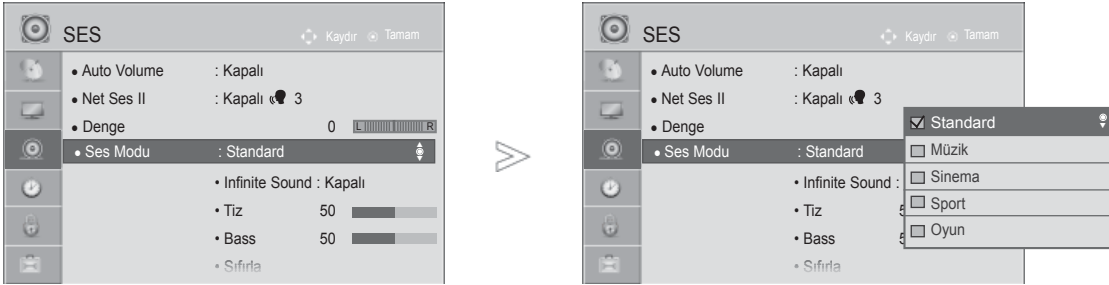 SES
Kaydır Tamam
• Auto Volume : Kapalı
• Net Ses II : Kapalı 3
• Denge 0 L R
• Ses Modu : Standard
• Infinite Sound : Kapalı
• Tiz 50
• Bass 50
• Sıfırla
SES
Kaydır Tamam
• Auto Volume : Kapalı
• Net Ses II : Kapalı 3
• Denge
• Ses Modu : Standard
• Infinite Sound :
• Tiz 5
• Bass 5
• Sıfırla
Standard
Müzik
Sinema
Sport
Oyun